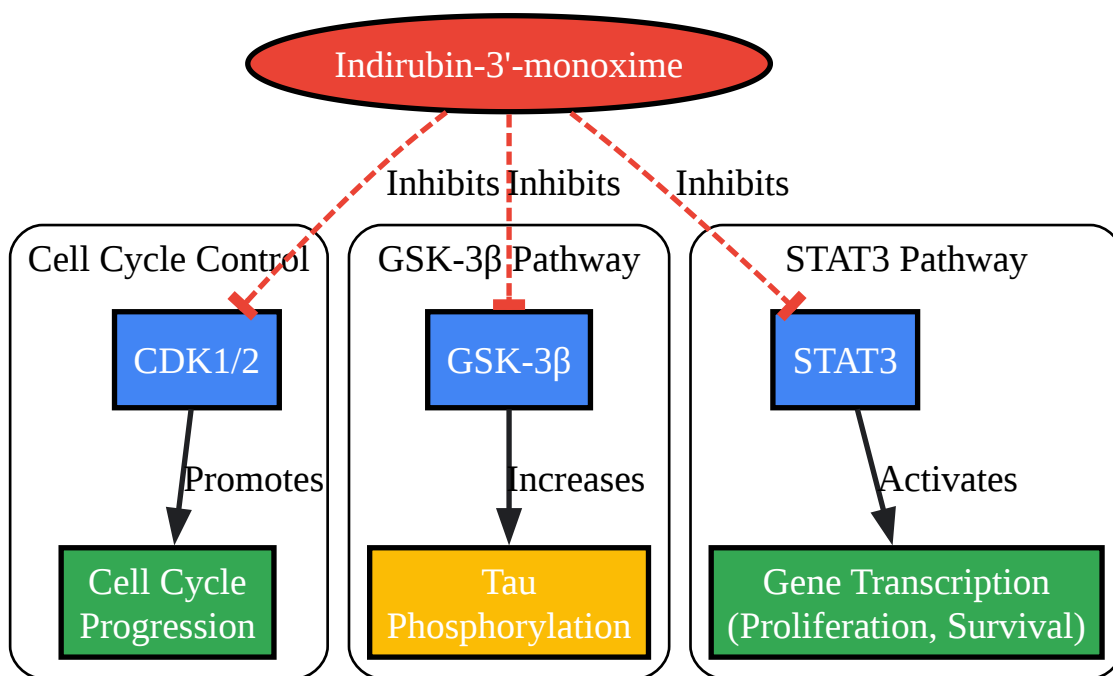 Indirubin-3'-monoxime
Inhibits
Inhibits
Inhibits
Cell Cycle Control
GSK-3β Pathway
STAT3 Pathway
CDK1/2
GSK-3β
STAT3
Promotes
Increases
Activates
Cell Cycle
Progression
Tau
Phosphorylation
Gene Transcription
(Proliferation, Survival)